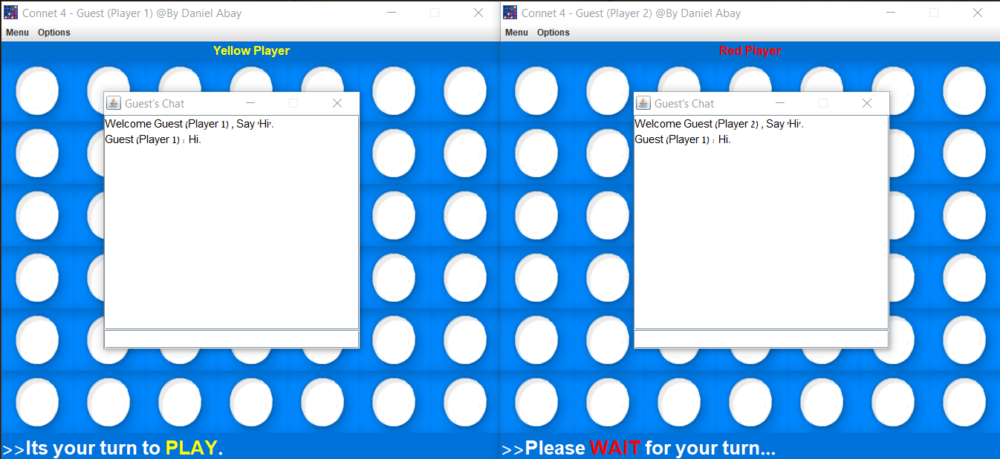 Connet 4 - Guest (Player 1) @By Daniel Abay
Menu Options
Yellow Player
Guest's Chat
Welcome Guest (Player 1) , Say 'Hi'.
Guest (Player 1) : Hi.
>>Its your turn to PLAY.
Connet 4 - Guest (Player 2) @By Daniel Abay
Menu Options
Red Player
Guest's Chat
Welcome Guest (Player 2) , Say 'Hi'.
Guest (Player 1) : Hi.
>>Please WAIT for your turn...